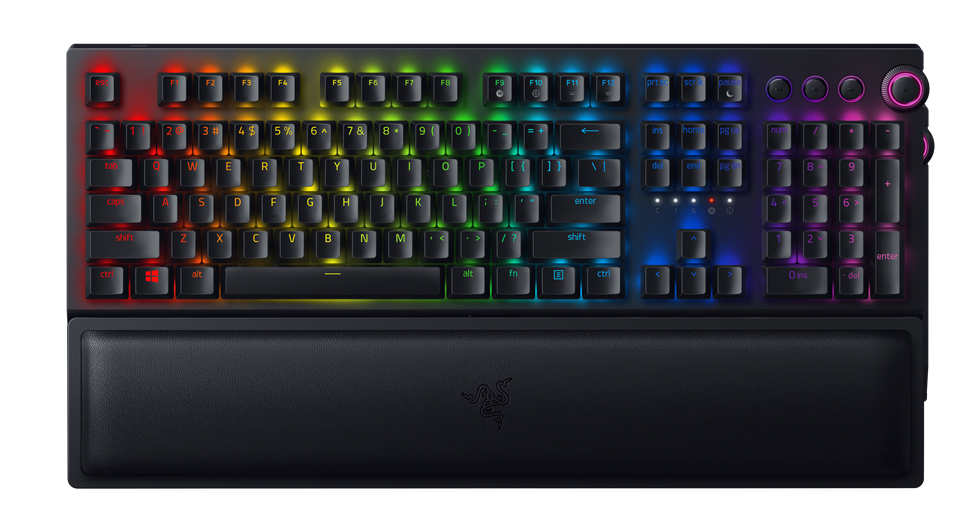 esc F1 F2 F3 F4 F5 F6 F7 F8 F9 F10 F11 F12 prt sc scr pause
` ~ 1 ! 2 @ 3 # 4 $ 5 % 6 ^ 7 & 8 * 9 ( 0 ) - _ = + ← ins home pg up num / * -
tab Q W E R T Y U I O P [ { ] } \ | del end pg dn 7 8 9 +
caps A S D F G H J K L ; : ' " enter 4 5 6
shift Z X C V B N M , < . > / ? shift ^ 1 2 3 enter
ctrl alt alt fn ctrl < v > 0 ins . del